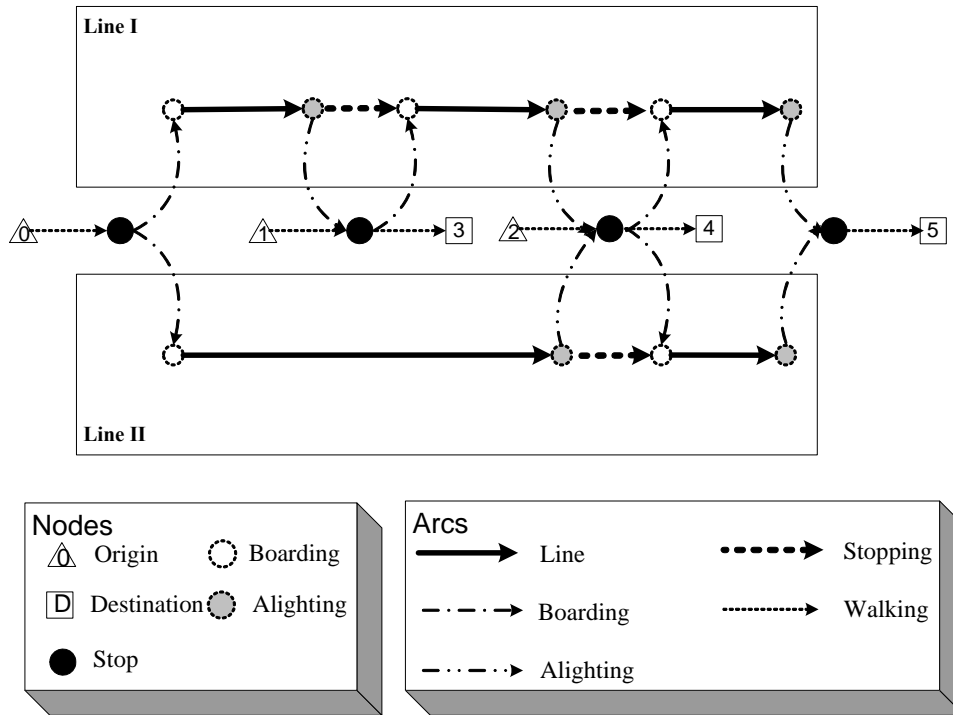 Line I
0
1
3
2
4
5
Line II
Nodes
0 Origin
Boarding
D Destination
Alighting
Stop
Arcs
Line
Stopping
Boarding
Walking
Alighting